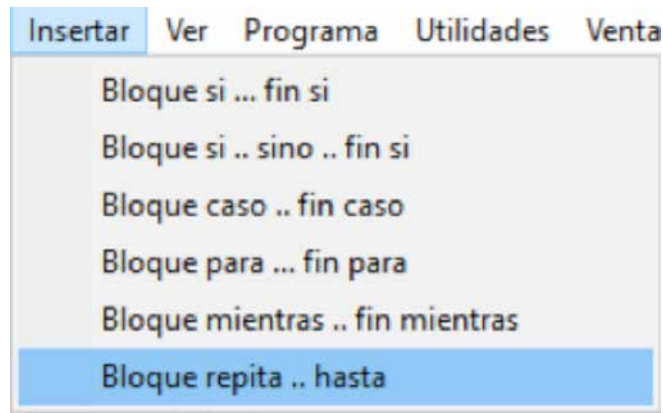 Insertar Ver Programa Utilidades Venta
Bloque si ... fin si
Bloque si .. sino .. fin si
Bloque caso .. fin caso
Bloque para ... fin para
Bloque mientras .. fin mientras
Bloque repita .. hasta